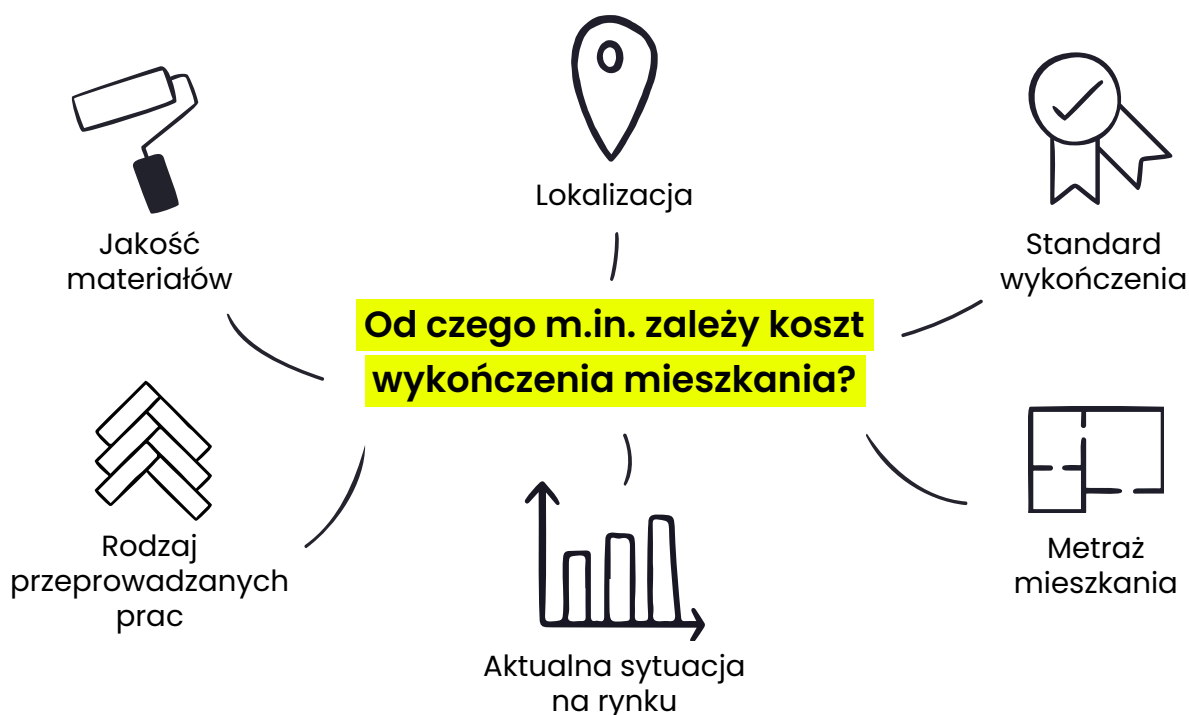 Lokalizacja
Jakość
materiałów
Standard
wykończenia
Od czego m.in. zależy koszt
wykończenia mieszkania?
Rodzaj
przeprowadzanych
prac
Metraż
mieszkania
Aktualna sytuacja
na rynku